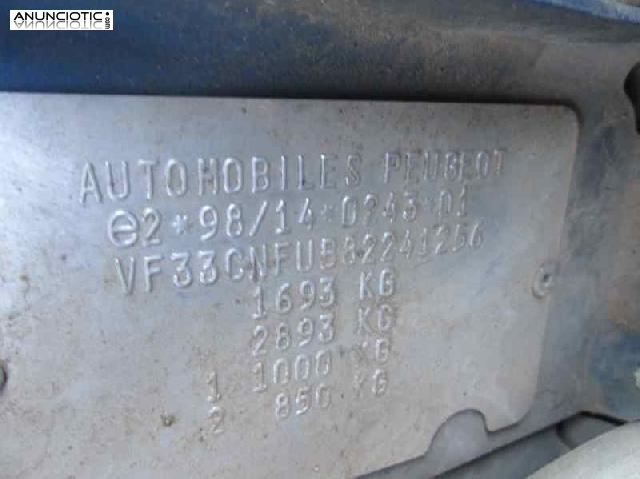 ANUNCIOTIC.com
AUTOMOBILES PEUGEOT
e2*98/14*0243*01
VF33CNFUB82241256
1693 KG
2893 KG
1 1000 KG
2 850 KG